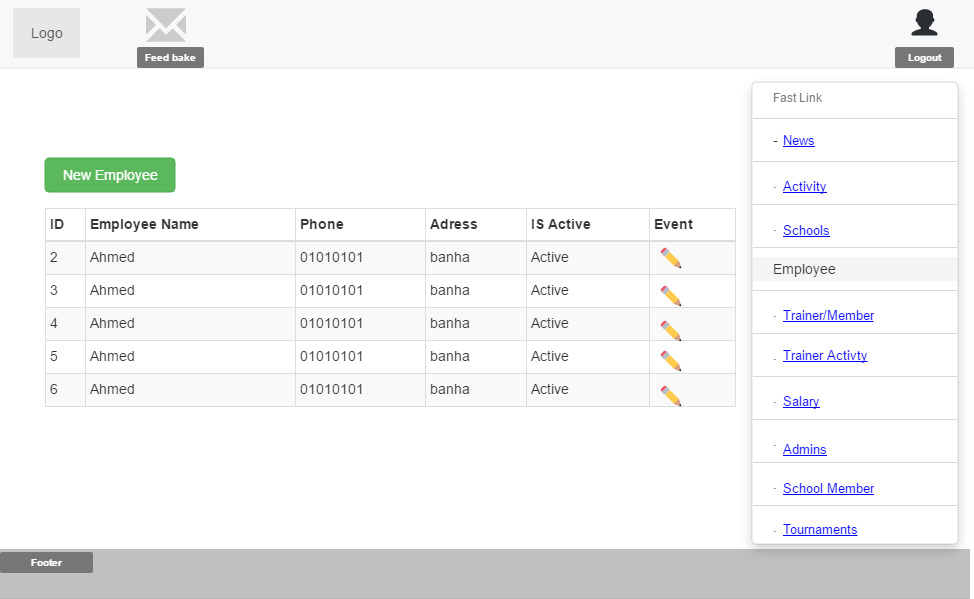 Logo
Feed bake
Logout
New Employee
ID Employee Name Phone Adress IS Active Event
2 Ahmed 01010101 banha Active
3 Ahmed 01010101 banha Active
4 Ahmed 01010101 banha Active
5 Ahmed 01010101 banha Active
6 Ahmed 01010101 banha Active
Fast Link
- News
· Activity
· Schools
Employee
· Trainer/Member
· Trainer Activty
· Salary
· Admins
· School Member
· Tournaments
Footer